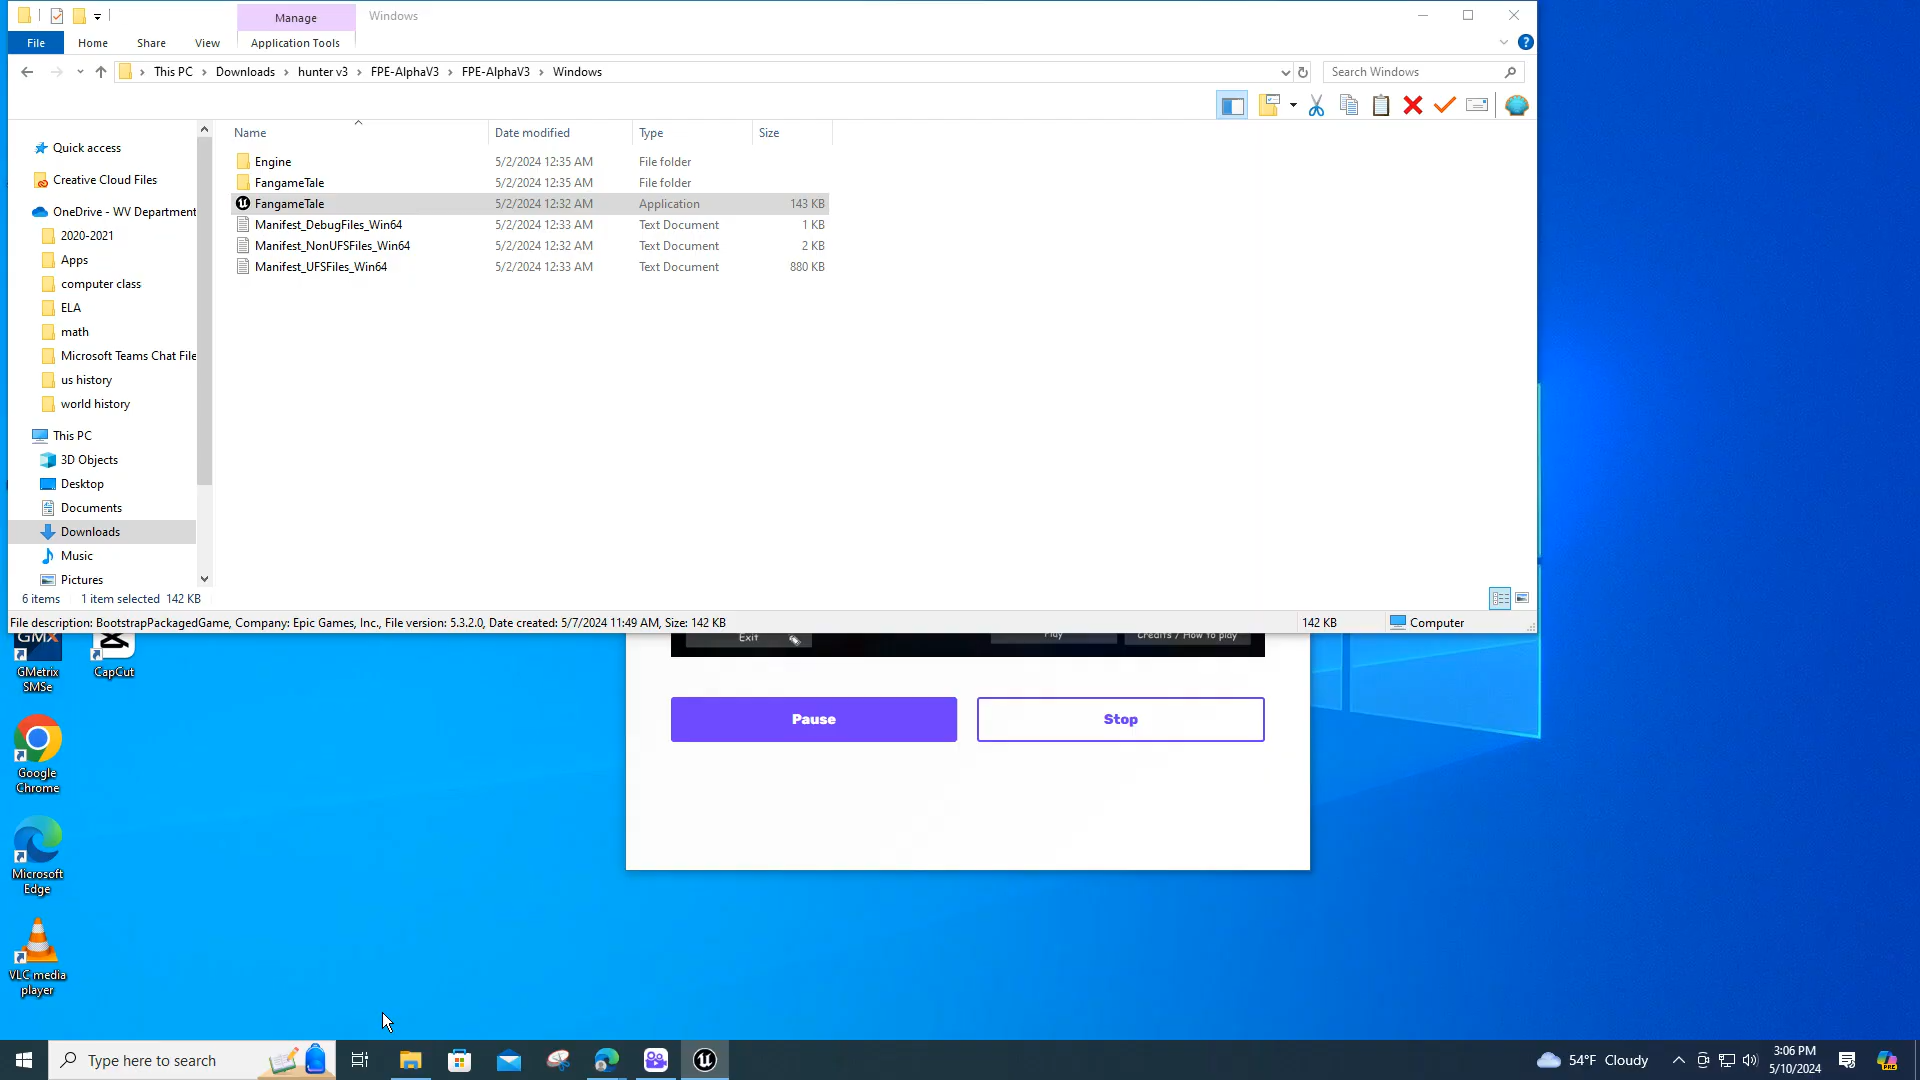 Manage
Windows
File
Home
Share
View
Application Tools
This PC > Downloads > hunter v3 > FPE-AlphaV3 > FPE-AlphaV3 > Windows
Search Windows
Name
Date modified
Type
Size
Engine 5/2/2024 12:35 AM File folder
FangameTale 5/2/2024 12:35 AM File folder
FangameTale 5/2/2024 12:32 AM Application 143 KB
Manifest_DebugFiles_Win64 5/2/2024 12:33 AM Text Document 1 KB
Manifest_NonUFSFiles_Win64 5/2/2024 12:32 AM Text Document 2 KB
Manifest_UFSFiles_Win64 5/2/2024 12:33 AM Text Document 880 KB
Quick access
Creative Cloud Files
OneDrive - WV Department
2020-2021
Apps
computer class
ELA
math
Microsoft Teams Chat File
us history
world history
This PC
3D Objects
Desktop
Documents
Downloads
Music
Pictures
6 items 1 item selected 142 KB
File description: BootstrapPackagedGame, Company: Epic Games, Inc., File version: 5.3.2.0, Date created: 5/7/2024 11:49 AM, Size: 142 KB
142 KB
Computer
Exit
Play
Credits / How to play
Pause
Stop
GMetrix
SMSe
CapCut
Google
Chrome
Microsoft
Edge
VLC media
player
Type here to search
54°F Cloudy
3:06 PM
5/10/2024